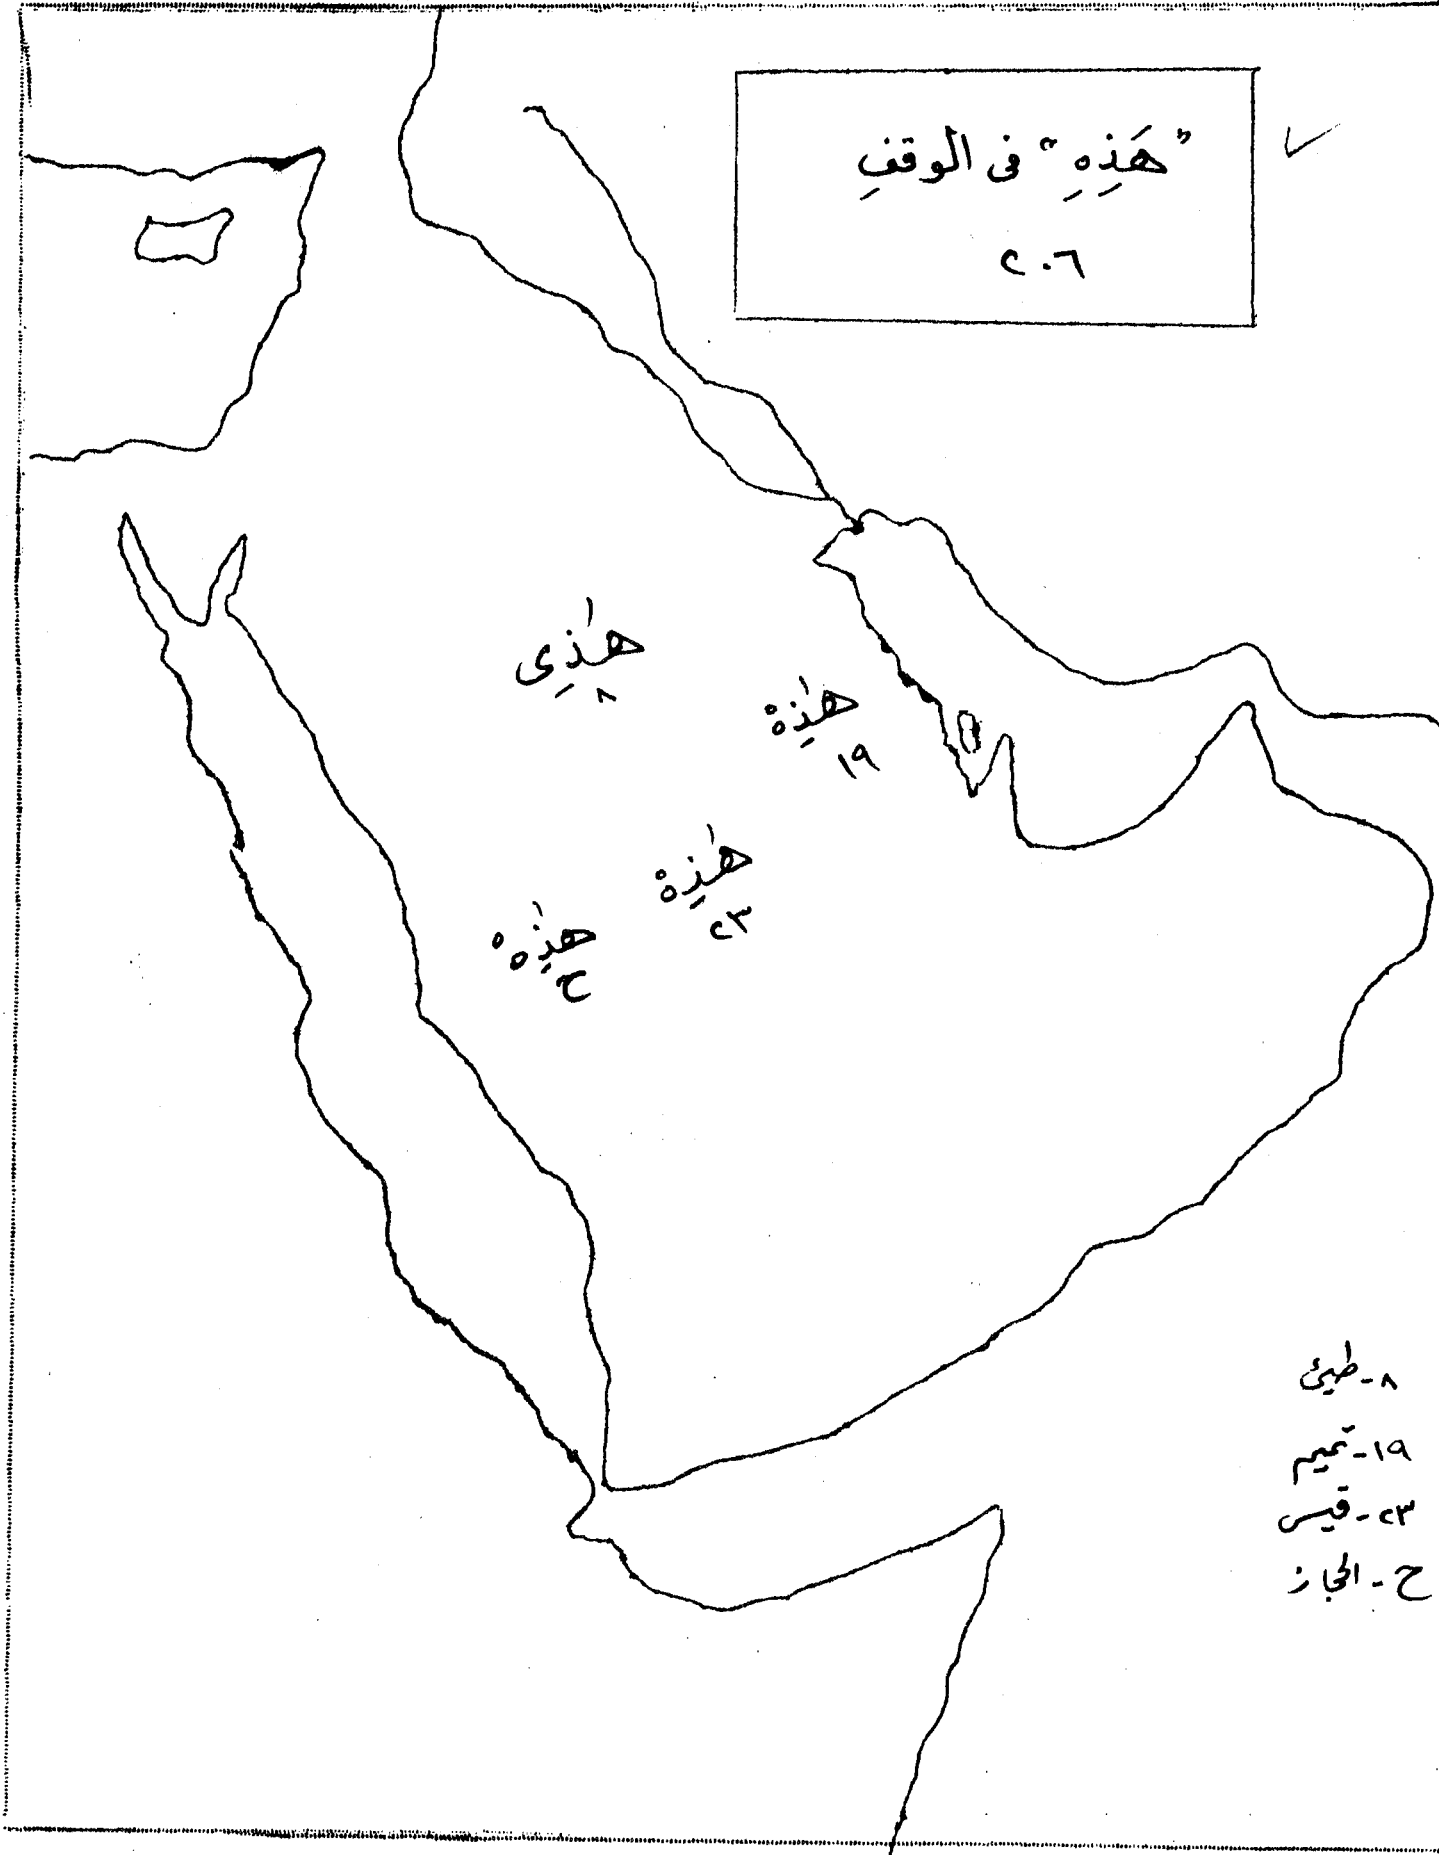 "هَذِهِ" فى الوقفِ
٢٠٦
هٰذِى
٨
هٰذِهْ
١٩
هٰذِهْ
٢٣
هٰذِهْ
ح
٨ - طيئ
١٩ - تميم
٢٣ - قيس
ح - الحجاز